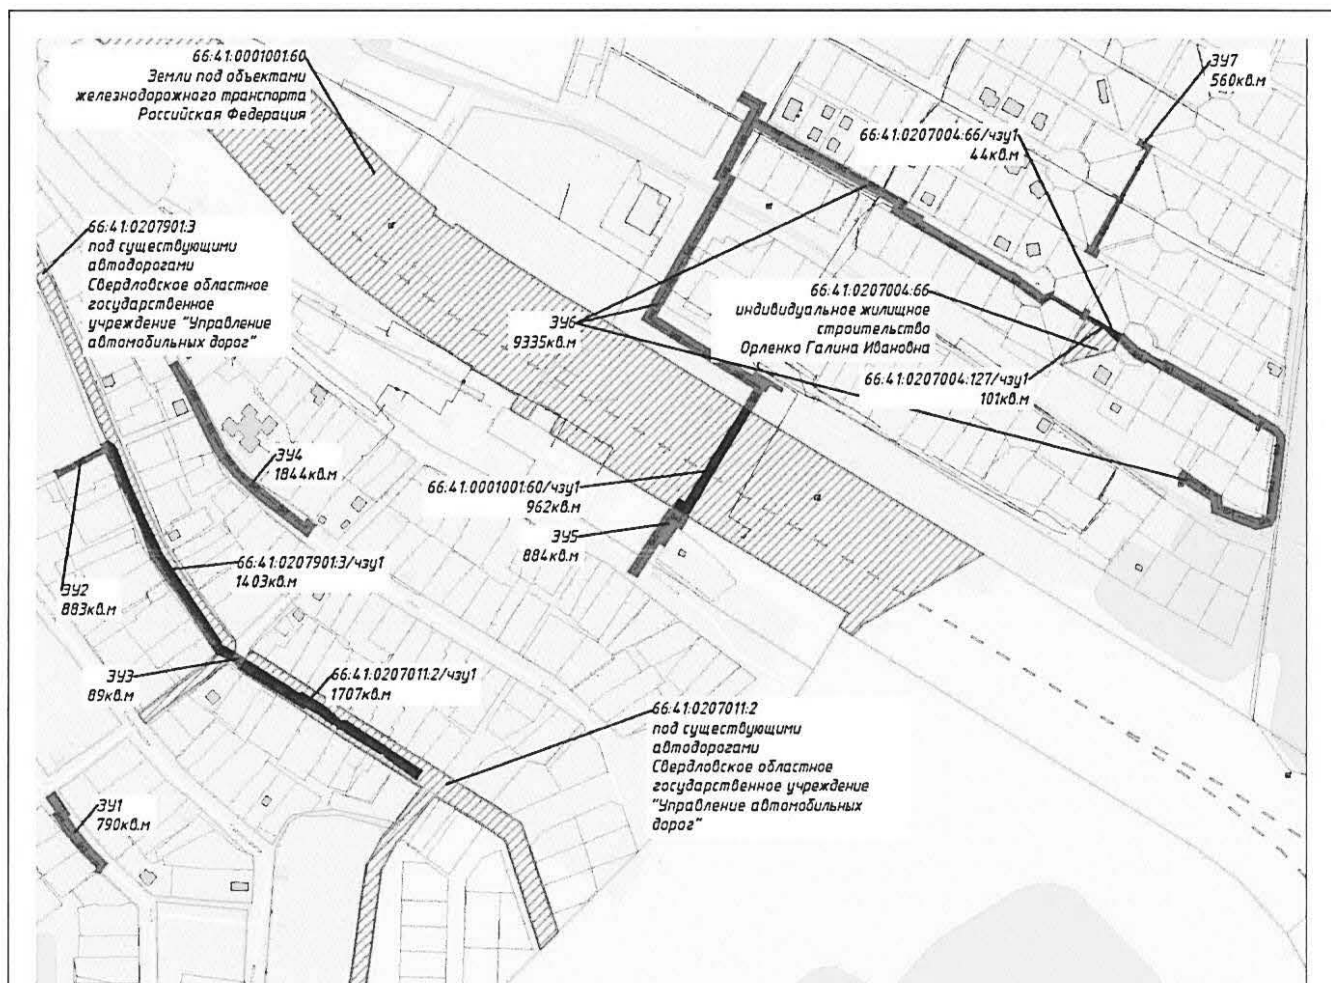 66:41:0001001:60
Земли под объектами
железнодорожного транспорта
Российская Федерация
ЗУ7
560кв.м
66:41:0207004:66/чзу1
44кв.м
66:41:0207901:3
под существующими
автодорогами
Свердловское областное
государственное
учреждение "Управление
автомобильных дорог"
66:41:0207004:66
индивидуальное жилищное
строительство
Орленко Галина Ивановна
ЗУ6
9335кв.м
66:41:0207004:127/чзу1
101кв.м
ЗУ4
1844кв.м
66:41:0001001:60/чзу1
962кв.м
ЗУ5
884кв.м
66:41:0207901:3/чзу1
1403кв.м
ЗУ2
883кв.м
ЗУ3
89кв.м
66:41:0207011:2/чзу1
1707кв.м
66:41:0207011:2
под существующими
автодорогами
Свердловское областное
государственное учреждение
"Управление автомобильных
дорог"
ЗУ1
790кв.м